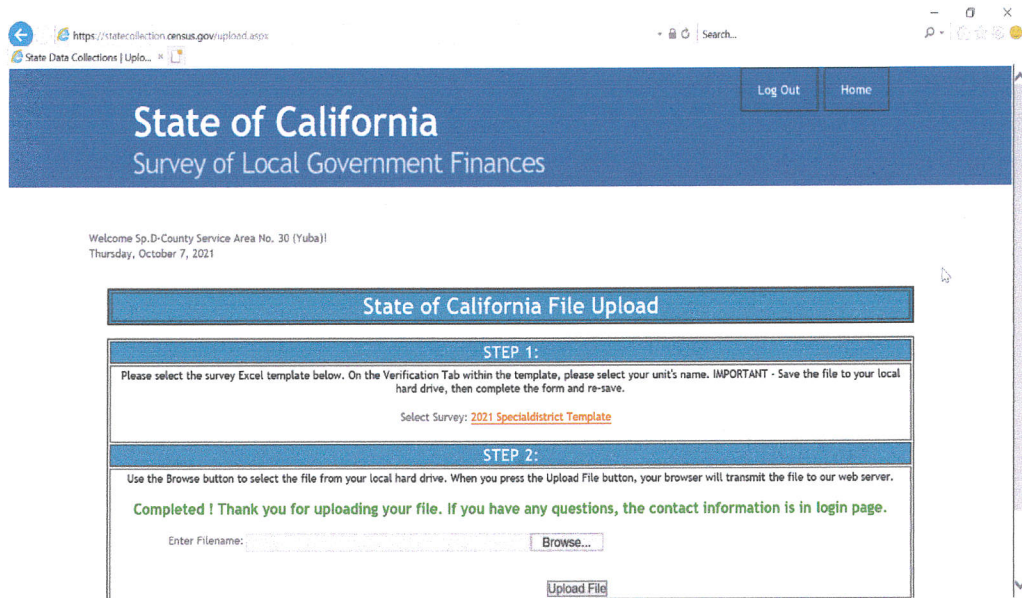 https://statecollection.census.gov/upload.aspx
Search...
State Data Collections | Uplo...
Log Out
Home
State of California
Survey of Local Government Finances
Welcome Sp.D-County Service Area No. 30 (Yuba)!
Thursday, October 7, 2021
State of California File Upload
STEP 1:
Please select the survey Excel template below. On the Verification Tab within the template, please select your unit's name. IMPORTANT - Save the file to your local
hard drive, then complete the form and re-save.
Select Survey: 2021 Specialdistrict Template
STEP 2:
Use the Browse button to select the file from your local hard drive. When you press the Upload File button, your browser will transmit the file to our web server.
Completed ! Thank you for uploading your file. If you have any questions, the contact information is in login page.
Enter Filename:
Browse...
Upload File